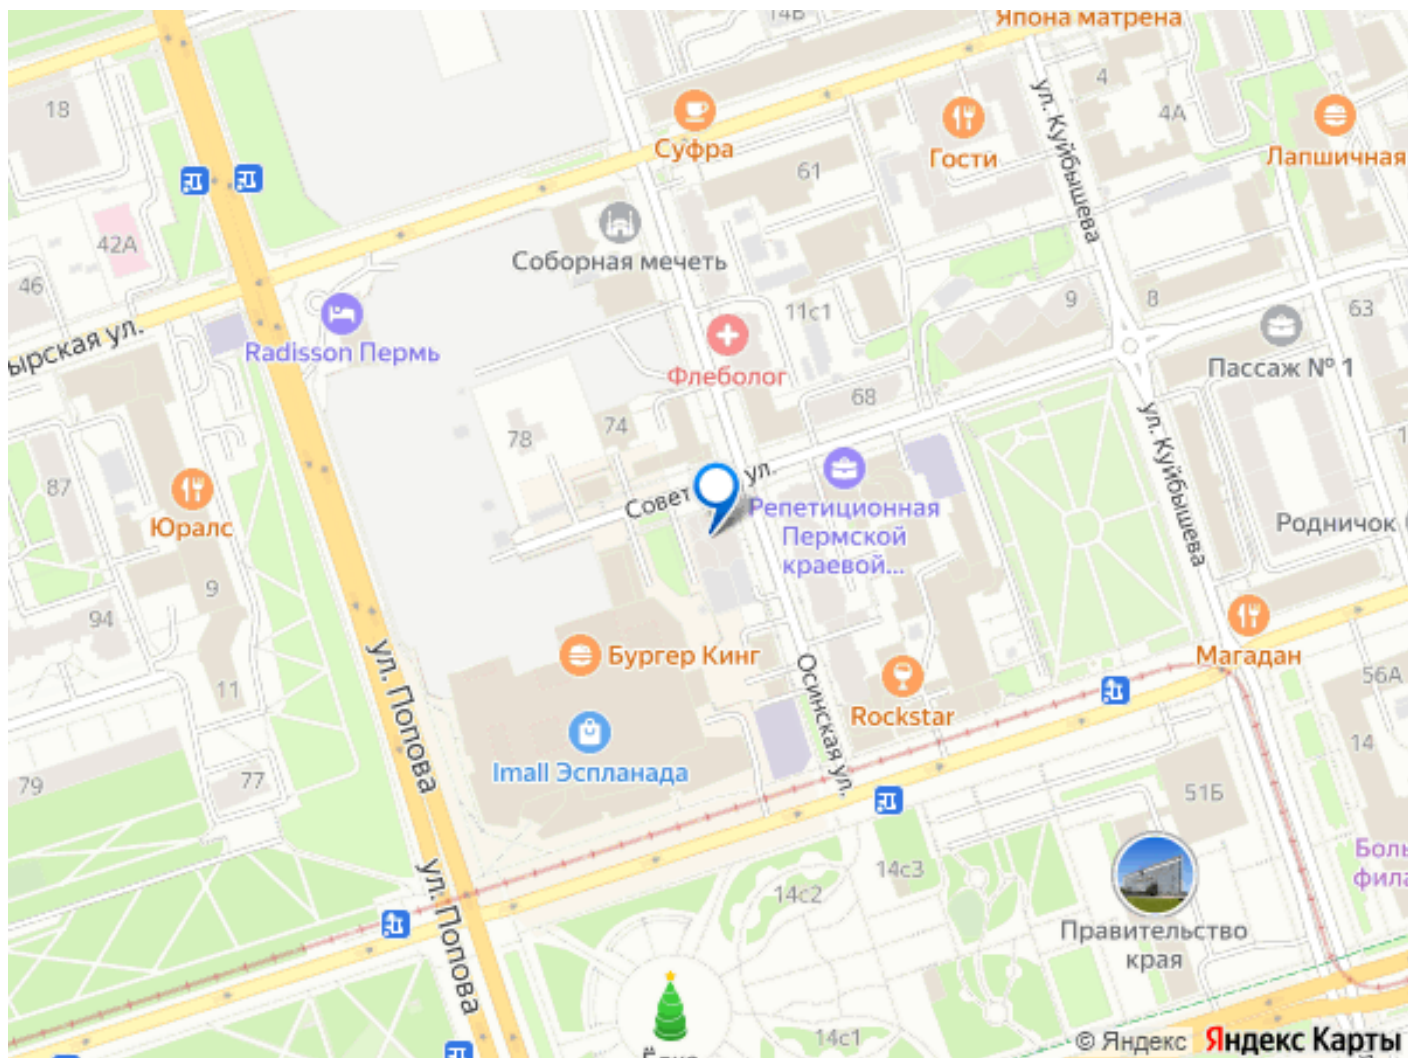 14В
Япона матрена
4
18
ул. Куйбышева
4А
Суфра
Гости
Лапшичная
61
42А
Соборная мечеть
46
11с1
9
8
63
ырская ул.
Radisson Пермь
Флеболог
Пассаж № 1
68
74
78
ул. Куйбышева
87
Совет
ул.
Юралс
Репетиционная
Пермской
краевой...
Родничок
9
94
Бургер Кинг
Магадан
ул. Попова
Осинская ул.
56А
11
Rockstar
14
Imall Эспланада
79
77
51Б
ул. Попова
14с3
14с2
Боль
фила
Правительство
края
14с1
© Яндекс Яндекс Карты